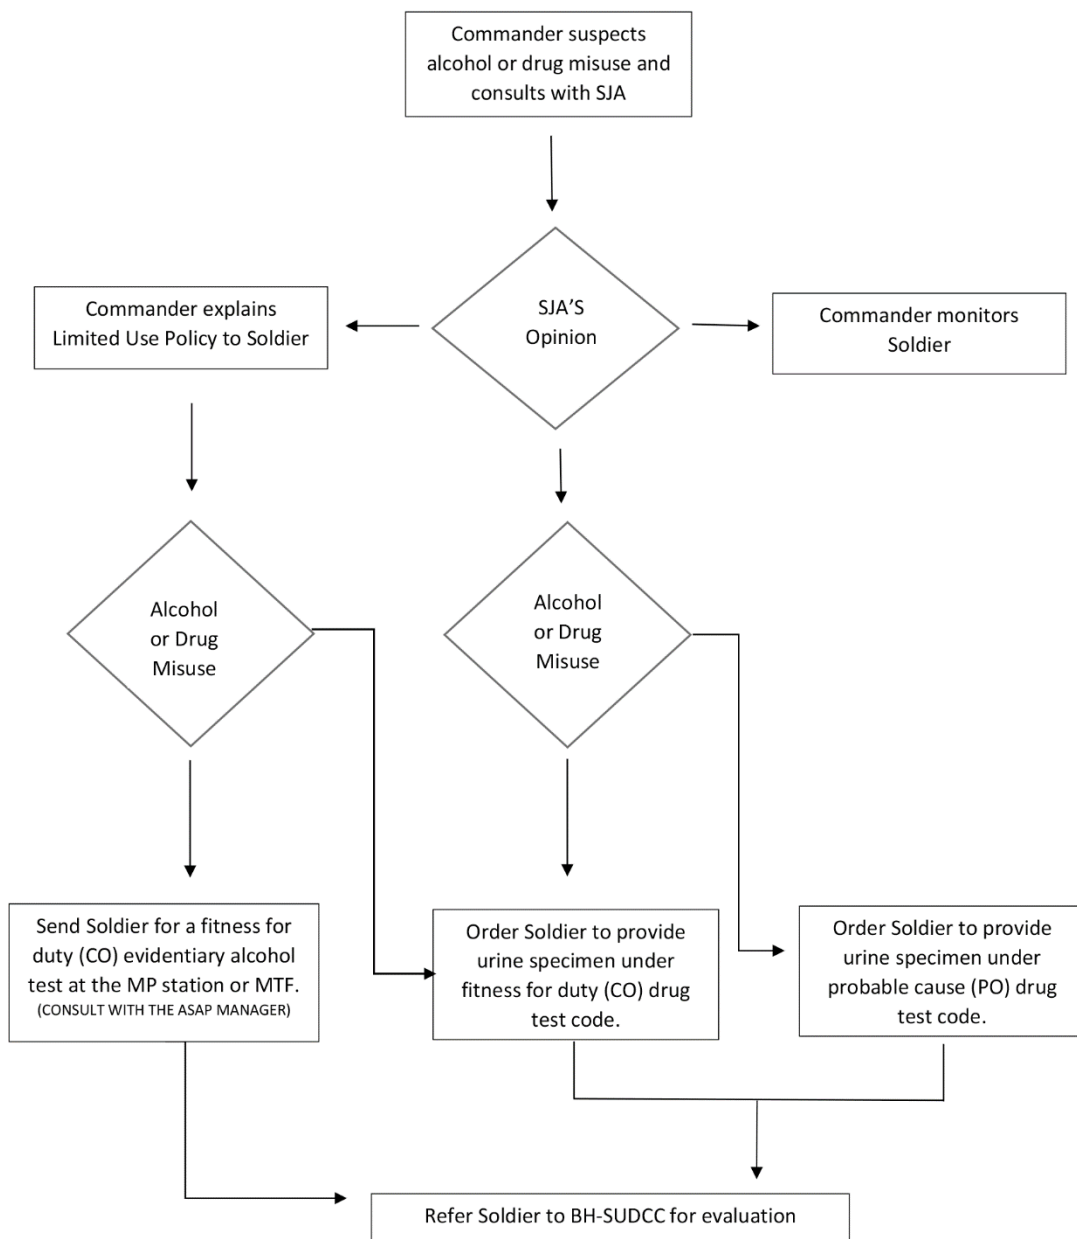 Commander suspects
alcohol or drug misuse and
consults with SJA
Commander explains
Limited Use Policy to Soldier
SJA'S
Opinion
Commander monitors
Soldier
Alcohol
or Drug
Misuse
Alcohol
or Drug
Misuse
Send Soldier for a fitness for
duty (CO) evidentiary alcohol
test at the MP station or MTF.
(CONSULT WITH THE ASAP MANAGER)
Order Soldier to provide
urine specimen under
fitness for duty (CO) drug
test code.
Order Soldier to provide
urine specimen under
probable cause (PO) drug
test code.
Refer Soldier to BH-SUDCC for evaluation